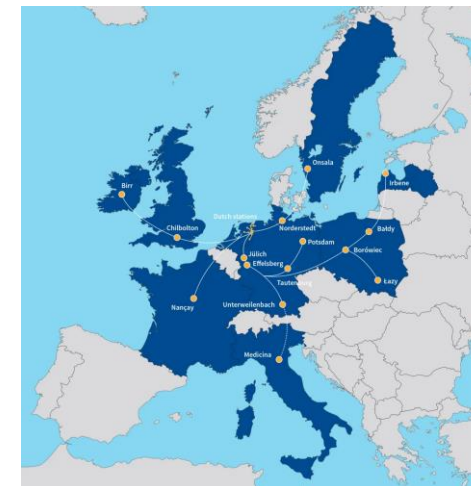 Onsala
Irbene
Birr
Dutch stations
Norderstedt
Bałdy
Chilbolton
Potsdam
Borówiec
Jülich
Effelsberg
Tautenburg
Łazy
Nançay
Unterweilenbach
Medicina